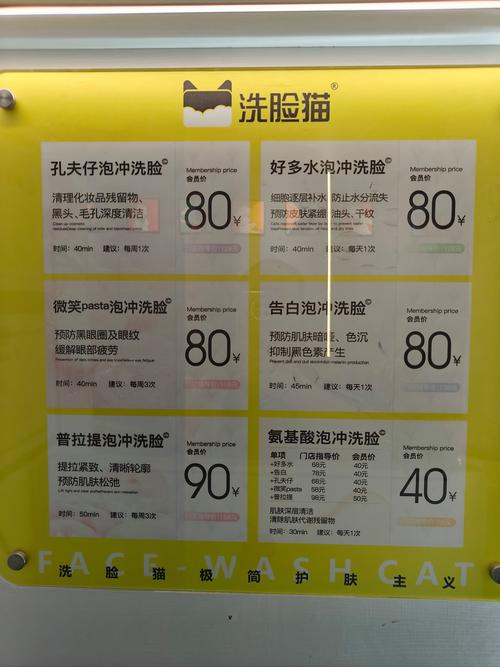 洗脸猫®
孔夫仔泡冲洗脸
清理化妆品残留物、
黑头、毛孔深度清洁
时间：40min 建议：每周1次
Membership price
会员价
80¥
好多水泡冲洗脸
细胞逐层补水 防止水分流失
预防皮肤紧绷、油头、干纹
时间：40min 建议：每天1次
Membership price
会员价
80¥
微笑pasta泡冲洗脸
预防黑眼圈及眼纹
缓解眼部疲劳
时间：40min 建议：每周3次
Membership price
会员价
80¥
告白泡冲洗脸
预防肌肤暗哑、色沉
抑制黑色素产生
时间：45min 建议：每天1次
Membership price
会员价
80¥
普拉提泡冲洗脸
提拉紧致、清晰轮廓
预防肌肤松弛
时间：50min 建议：每周3次
Membership price
会员价
90¥
氨基酸泡冲洗脸
单项 门店指导价 会员价
+好多水 68元 40元
+告白 78元 40元
+孔夫仔 68元 40元
+微笑pasta 58元 40元
+普拉提 98元 50元
肌肤深层清洁
清除肌肤代谢残留物
时间：30min 建议：每天1次
Membership price
会员价
40¥
FACE-WASH CAT
洗脸猫极简护肤主义